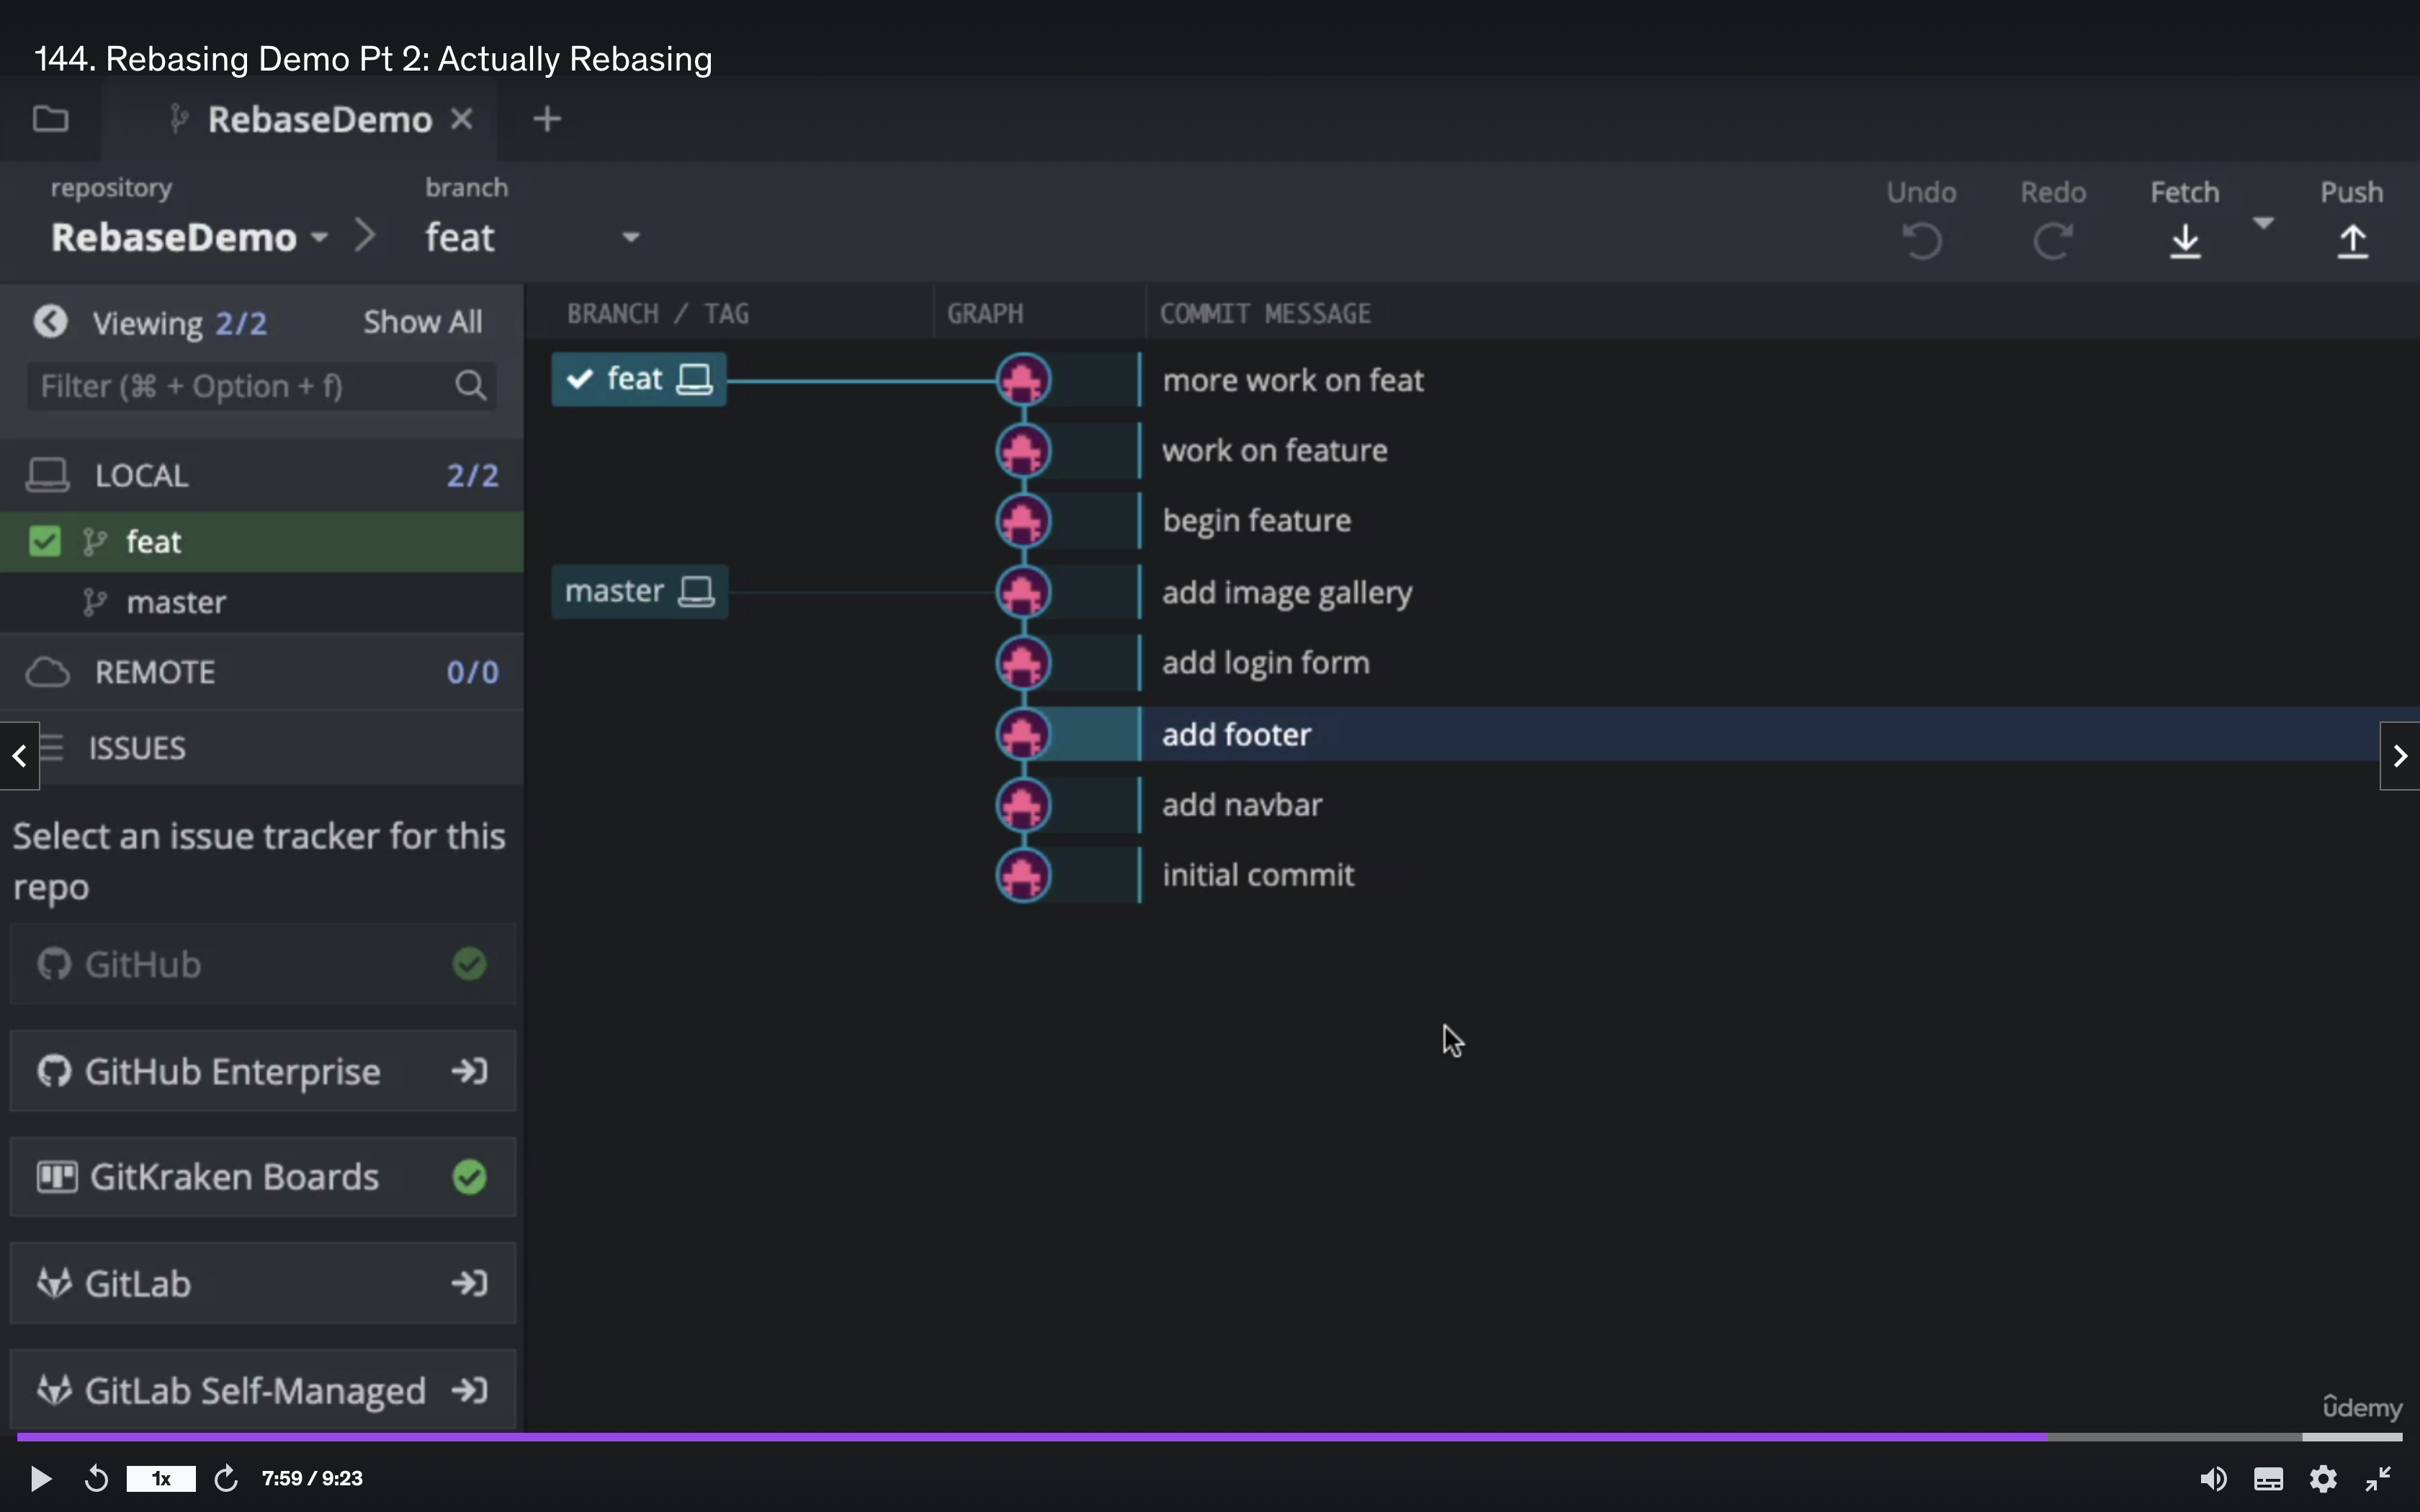 144. Rebasing Demo Pt 2: Actually Rebasing
RebaseDemo
repository
branch
RebaseDemo
feat
Undo
Redo
Fetch
Push
Viewing 2/2
Show All
Filter (⌘ + Option + f)
LOCAL 2/2
feat
master
REMOTE 0/0
ISSUES
Select an issue tracker for this
repo
GitHub
GitHub Enterprise
GitKraken Boards
GitLab
GitLab Self-Managed
BRANCH / TAG
GRAPH
COMMIT MESSAGE
feat
more work on feat
work on feature
begin feature
master
add image gallery
add login form
add footer
add navbar
initial commit
ûdemy
1x
7:59 / 9:23